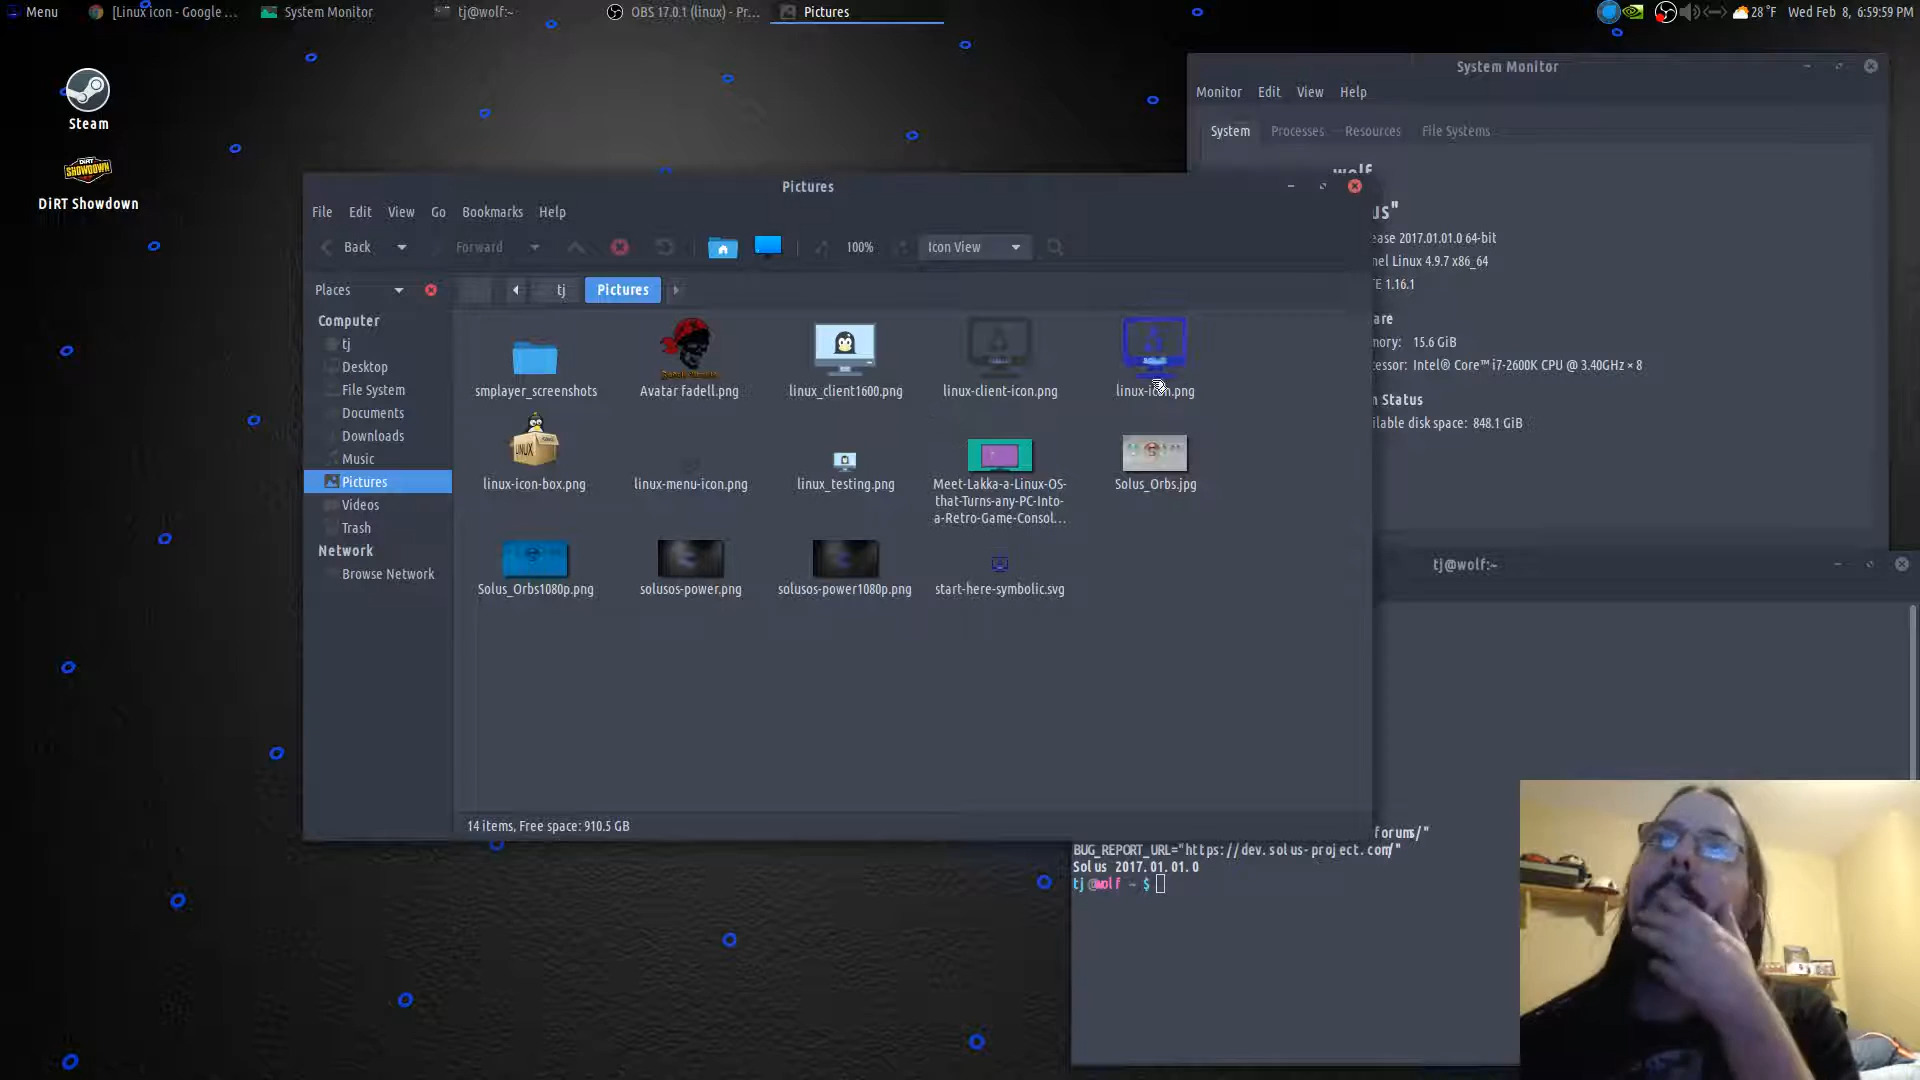 Menu
[Linux icon - Google ...
System Monitor
tj@wolf:~
OBS 17.0.1 (linux) - Pr...
Pictures
28 °F
Wed Feb 8, 6:59:59 PM
Steam
DiRT
SHOWDOWN
DiRT Showdown
System Monitor
Monitor Edit View Help
System Processes Resources File Systems
wolf
us"
ease 2017.01.01.0 64-bit
nel Linux 4.9.7 x86_64
TE 1.16.1
are
mory: 15.6 GiB
cessor: Intel® Core™ i7-2600K CPU @ 3.40GHz × 8
n Status
ilable disk space: 848.1 GiB
Pictures
File Edit View Go Bookmarks Help
Back Forward 100% Icon View
Places tj Pictures
Computer
tj
Desktop
File System
Documents
Downloads
Music
Pictures
Videos
Trash
Network
Browse Network
smplayer_screenshots
Avatar fadell.png
linux_client1600.png
linux-client-icon.png
linux-icon.png
LINUX
linux-icon-box.png
linux-menu-icon.png
linux_testing.png
Meet-Lakka-a-Linux-OS-
that-Turns-any-PC-Into-
a-Retro-Game-Consol...
Solus_Orbs.jpg
Solus_Orbs1080p.png
solusos-power.png
solusos-power1080p.png
start-here-symbolic.svg
14 items, Free space: 910.5 GB
tj@wolf:~
forums/"
BUG_REPORT_URL="https://dev.solus-project.com/"
Solus 2017.01.01.0
tj@wolf ~ $